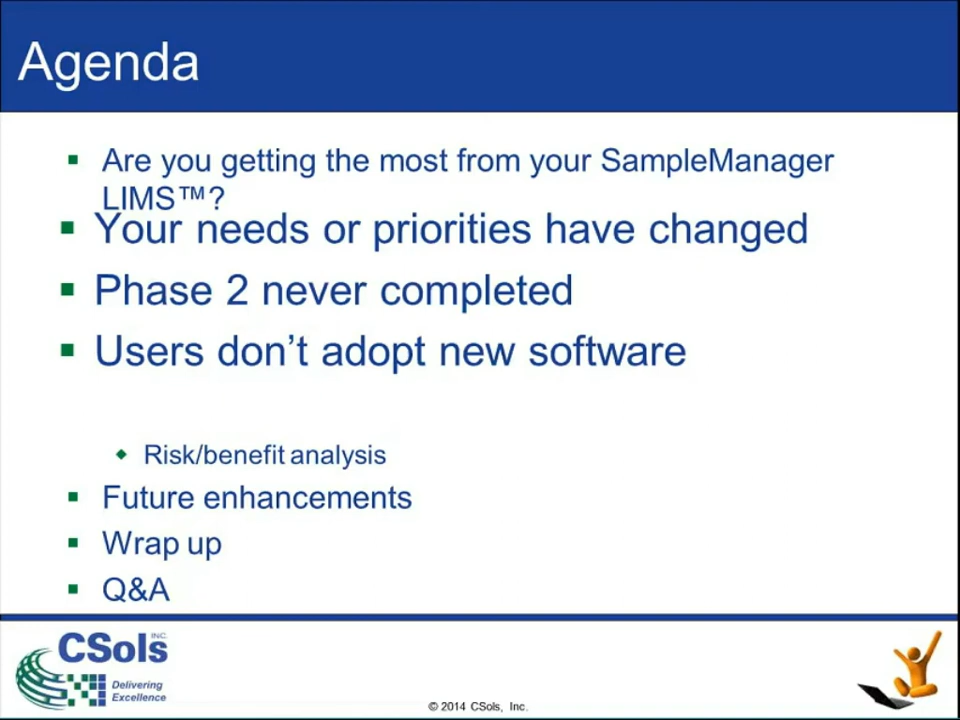 Agenda
Are you getting the most from your SampleManager
LIMS™?
Your needs or priorities have changed
Phase 2 never completed
Users don’t adopt new software
Risk/benefit analysis
Future enhancements
Wrap up
Q&A
CSols INC.
Delivering
Excellence
© 2014 CSols, Inc.